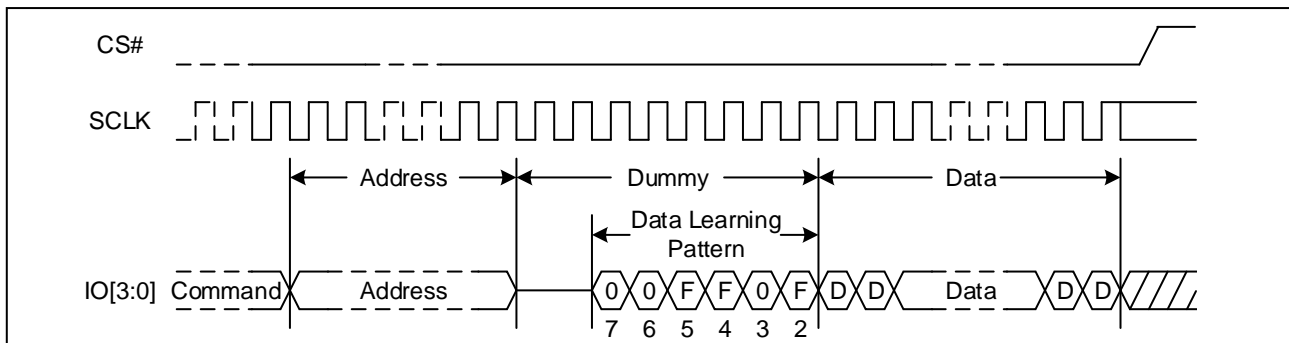 CS#
SCLK
Address Dummy Data
Data Learning
Pattern
IO[3:0] Command Address 0 0 F F 0 F D D Data D D
7 6 5 4 3 2